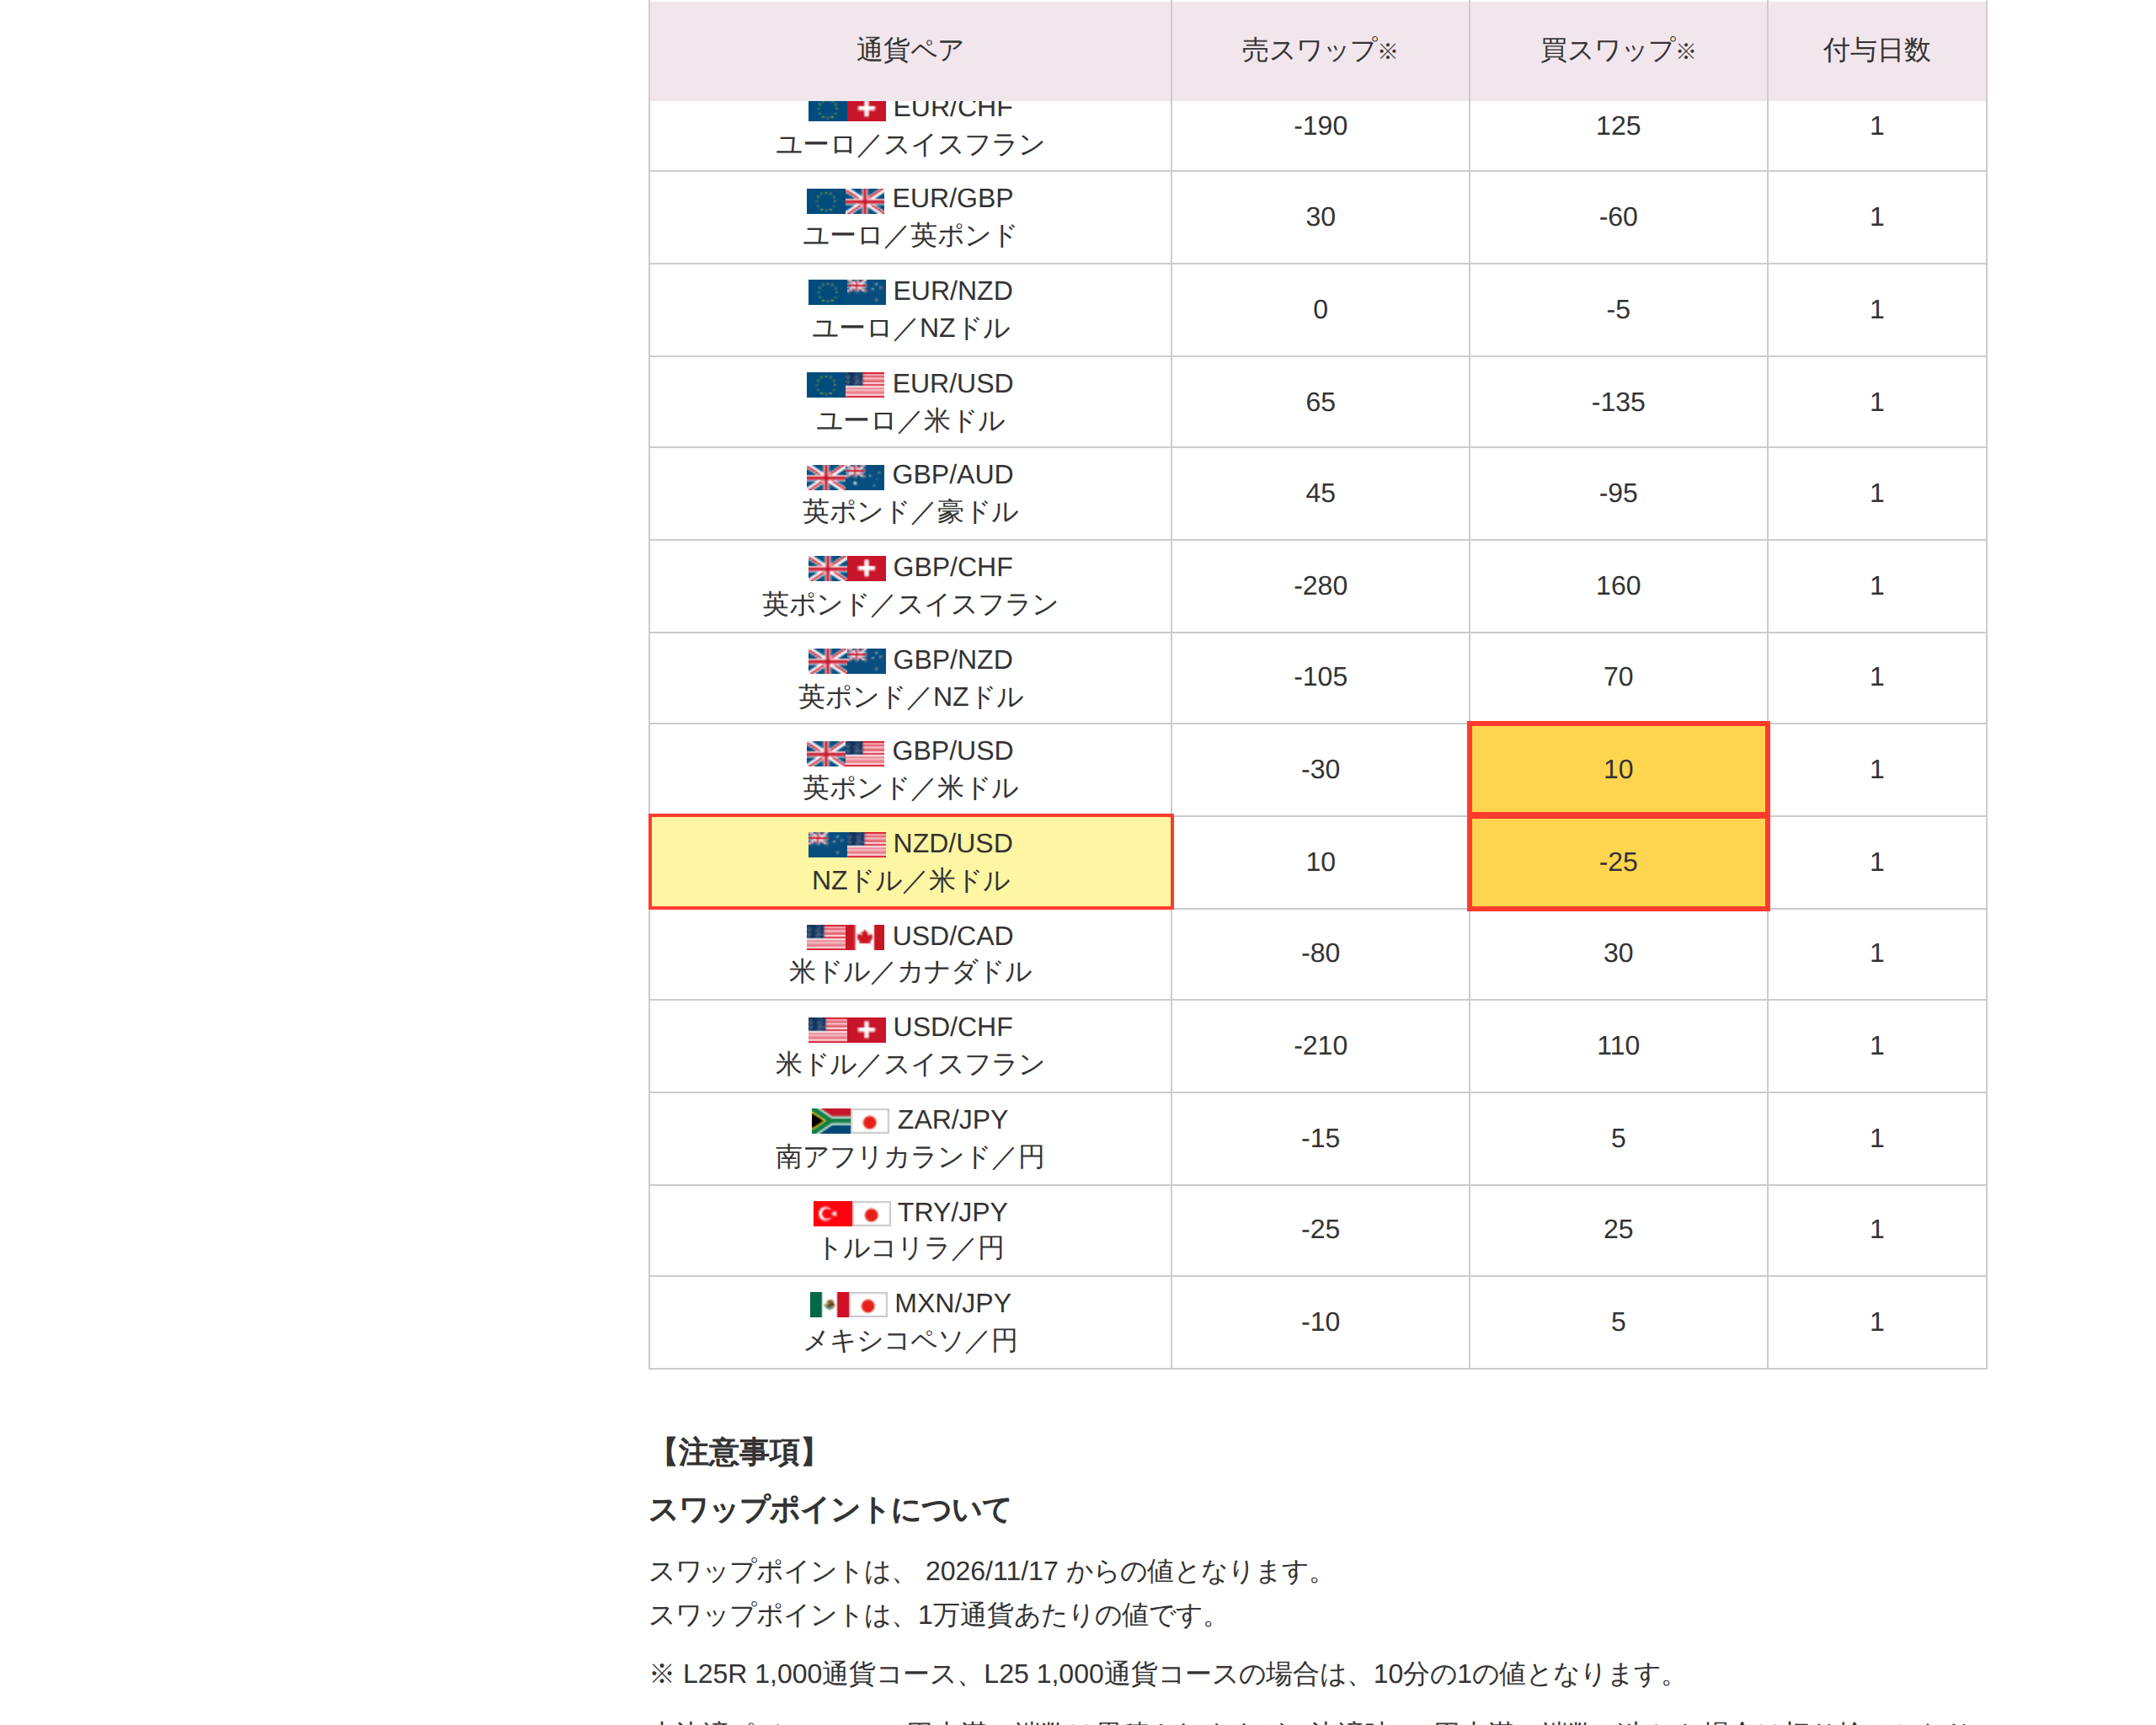 通貨ペア 売スワップ※ 買スワップ※ 付与日数
EUR/CHF
ユーロ／スイスフラン -190 125 1
EUR/GBP
ユーロ／英ポンド 30 -60 1
EUR/NZD
ユーロ／NZドル 0 -5 1
EUR/USD
ユーロ／米ドル 65 -135 1
GBP/AUD
英ポンド／豪ドル 45 -95 1
GBP/CHF
英ポンド／スイスフラン -280 160 1
GBP/NZD
英ポンド／NZドル -105 70 1
GBP/USD
英ポンド／米ドル -30 10 1
NZD/USD
NZドル／米ドル 10 -25 1
USD/CAD
米ドル／カナダドル -80 30 1
USD/CHF
米ドル／スイスフラン -210 110 1
ZAR/JPY
南アフリカランド／円 -15 5 1
TRY/JPY
トルコリラ／円 -25 25 1
MXN/JPY
メキシコペソ／円 -10 5 1
【注意事項】
スワップポイントについて
スワップポイントは、 2026/11/17 からの値となります。
スワップポイントは、1万通貨あたりの値です。
※ L25R 1,000通貨コース、L25 1,000通貨コースの場合は、10分の1の値となります。